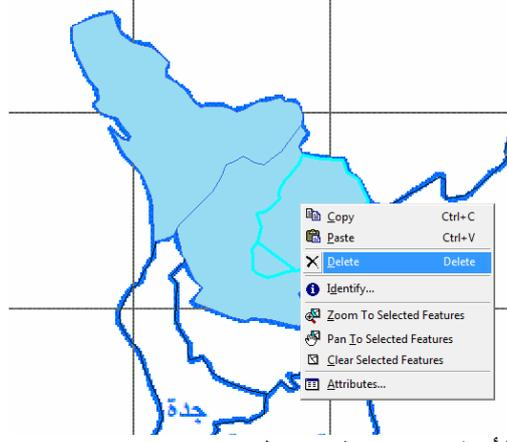 Copy Ctrl+C
Paste Ctrl+V
Delete Delete
Identify...
Zoom To Selected Features
Pan To Selected Features
Clear Selected Features
Attributes...
جدة